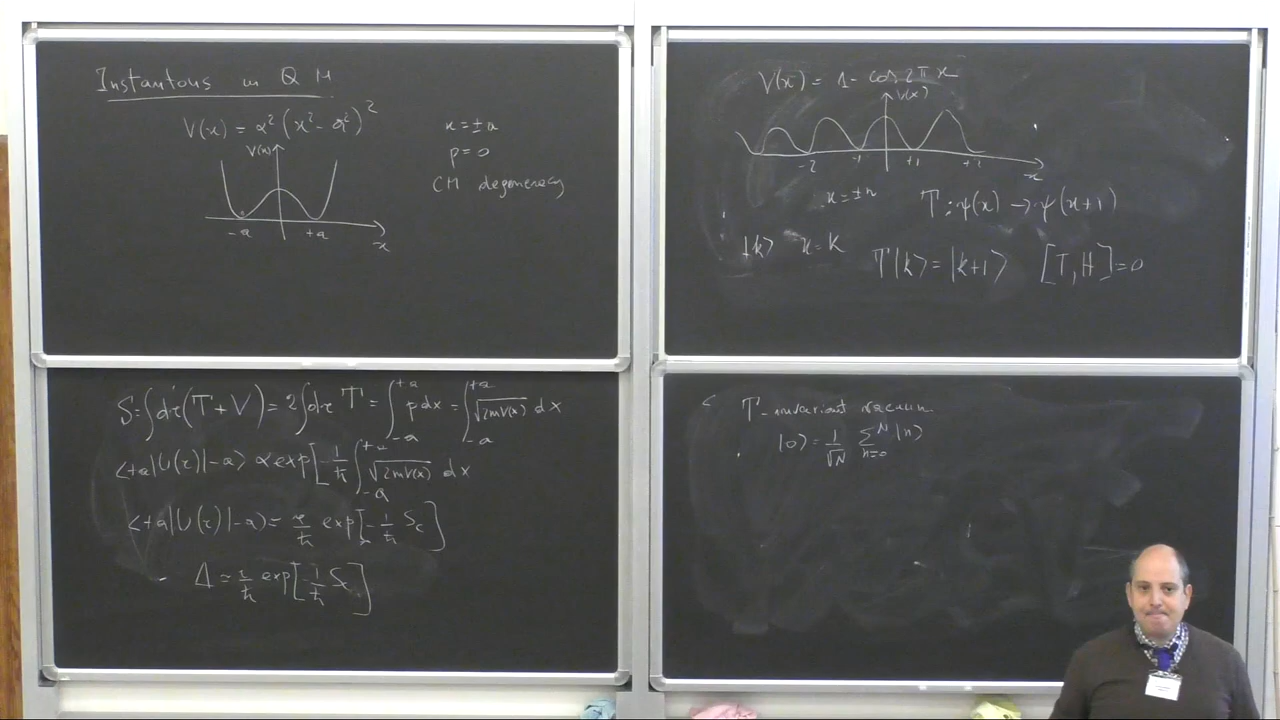 Instantons in Q M
V(x) = α² (x² - a²)²
V(x)
-a +a x
x = ±a
p = 0
CM degeneracy
S = ∫dτ(T+V) = 2∫dτ T = ∫_{-a}^{+a} p dx = ∫_{-a}^{+a} √2mV(x) dx
<+a|U(τ)|-a> ∝ exp[-1/ħ ∫_{-a}^{+a} √2mV(x) dx
<+a|U(τ)|-a> ≈ τ/ħ exp[-1/ħ S_c]
Δ ≈ τ/ħ exp[-1/ħ S_c]
V(x) = 1 - cos 2π x
V(x)
-2 -1 +1 +2 x
x = ±n
T : ψ(x) → ψ(x+1)
|k> x = k T|k> = |k+1> [T,H]=0
T-invariant vacuum
|0> = 1/√N ∑_{n=0}^{N} |n>